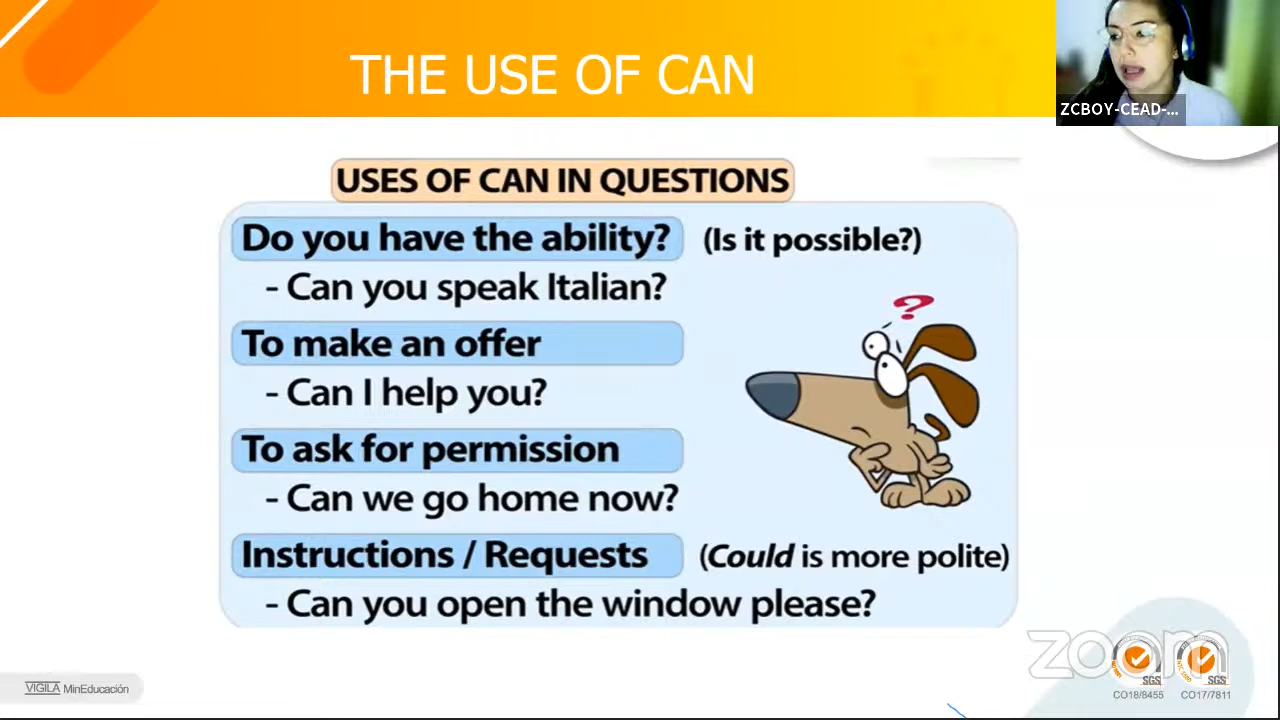 THE USE OF CAN
ZCBOY-CEAD-...
USES OF CAN IN QUESTIONS
Do you have the ability? (Is it possible?)
- Can you speak Italian?
?
To make an offer
- Can I help you?
To ask for permission
- Can we go home now?
Instructions / Requests (Could is more polite)
- Can you open the window please?
zoom
SGS SGS
VIGILA MinEducación
CO18/8455 CO17/7811